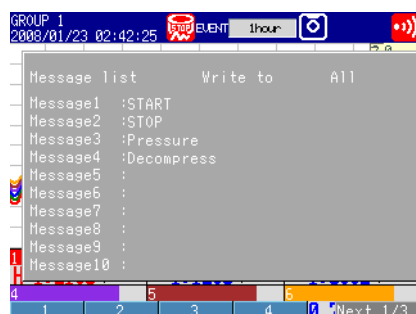 GROUP 1
2008/01/23 02:42:25 STOP EVENT 1hour
Message list Write to All
Message1 :START
Message2 :STOP
Message3 :Pressure
Message4 :Decompress
Message5 :
Message6 :
Message7 :
Message8 :
Message9 :
Message10 :
1
4 5 6
1 2 3 4 Next 1/3